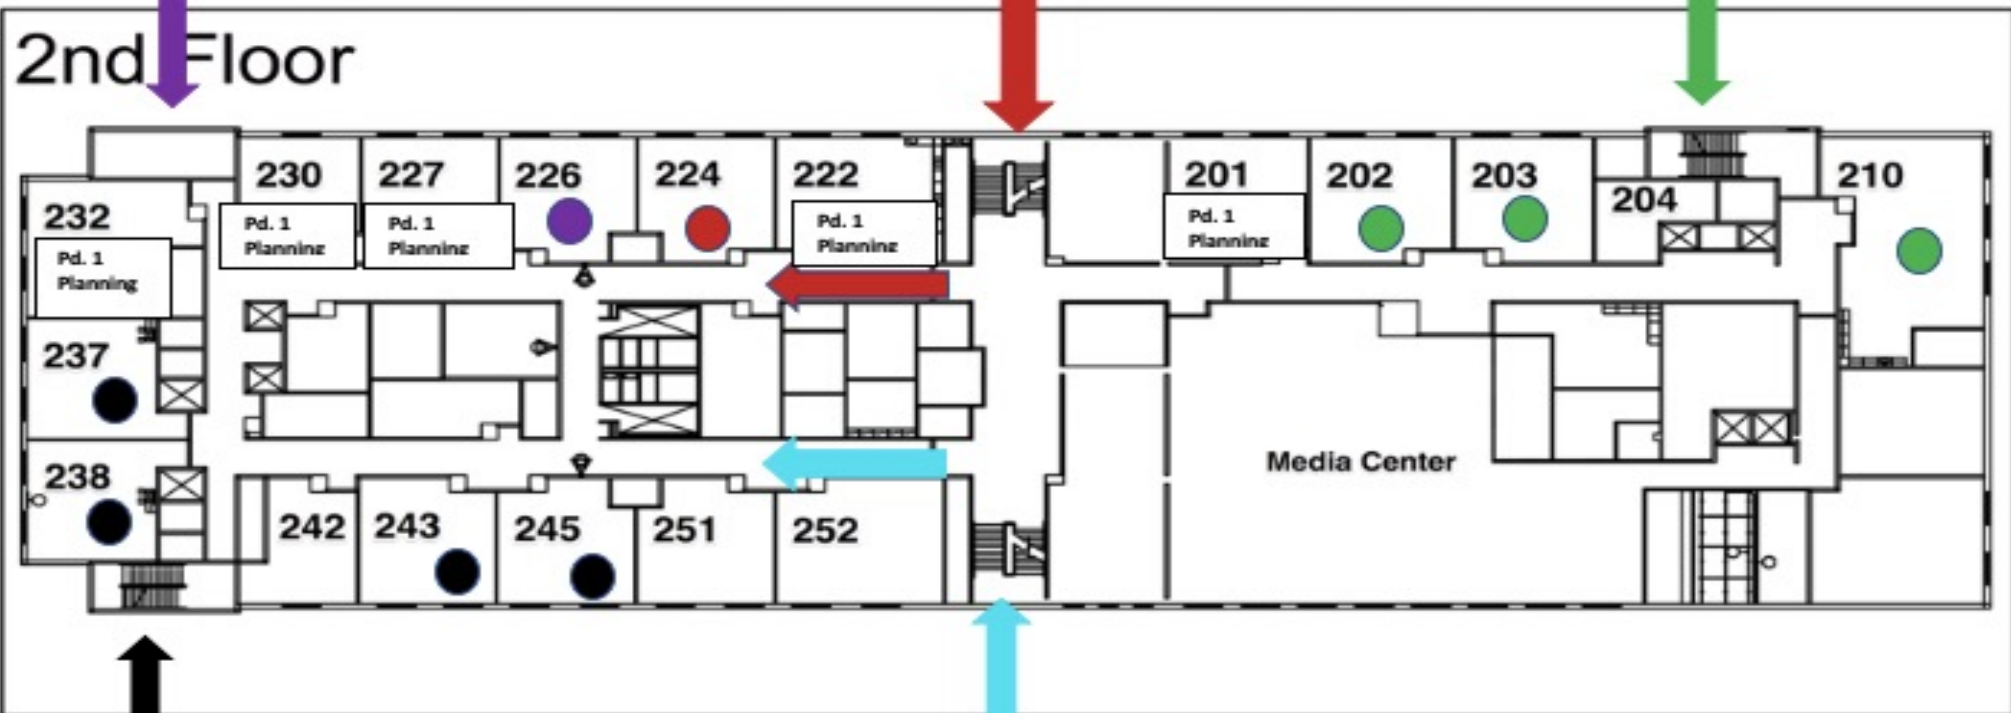 2nd Floor
230
227
226
224
222
201
202
203
204
210
232
Pd. 1
Planning
Pd. 1
Planning
Pd. 1
Planning
Pd. 1
Planning
Pd. 1
Planning
237
238
Media Center
242
243
245
251
252